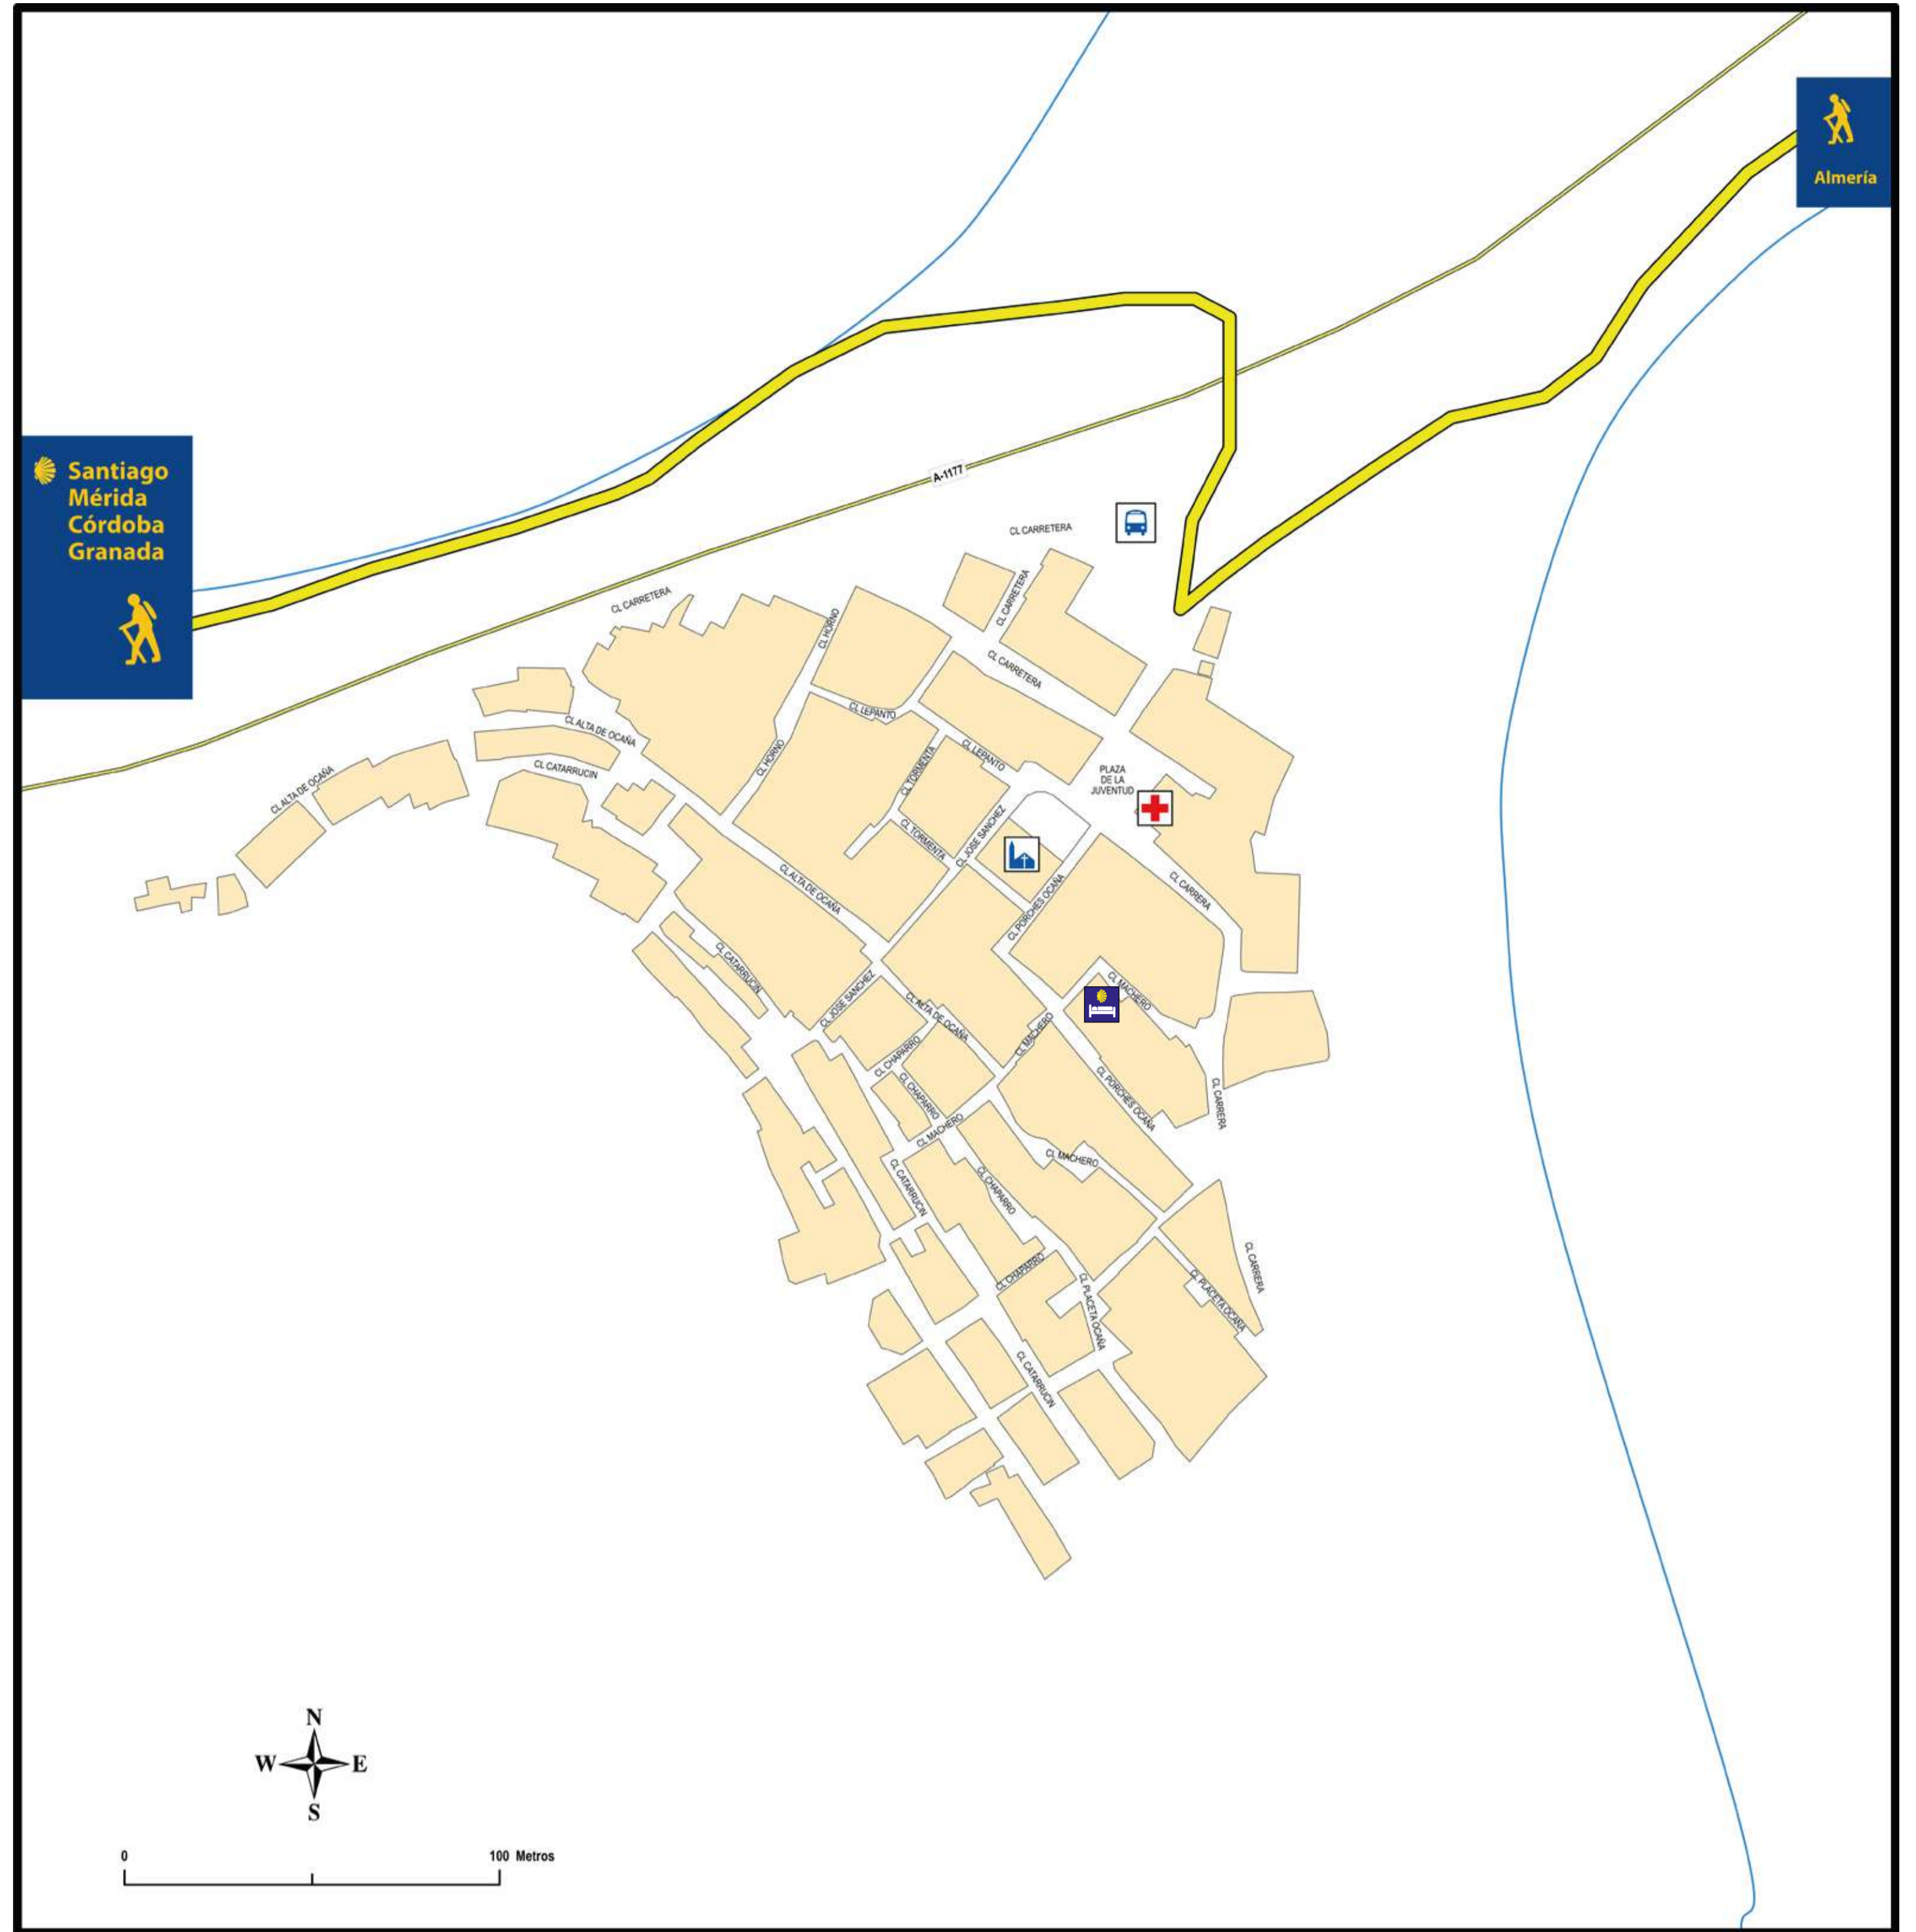 Almería
Santiago
Mérida
Córdoba
Granada
A-1177
CL CARRETERA
CL CARRETERA
CL CARRETERA
CL HORNO
CL CARRETERA
CL LEPANTO
CL ALTA DE OCAÑA
CL LEPANTO
CL HORNO
CL TORMENTA
CL CATARRUCIN
PLAZA
DE LA
JUVENTUD
CL ALTA DE OCAÑA
CL TORMENTA
CL JOSE SANCHEZ
CL ALTA DE OCAÑA
CL CARRERA
CL PORCHES OCAÑA
CL CATARRUCIN
CL MACHERO
CL JOSE SANCHEZ
CL ALTA DE OCAÑA
CL MACHERO
CL CHAPARRO
CL CHAPARRO
CL PORCHES OCAÑA
CL CARRERA
CL MACHERO
CL MACHERO
CL CATARRUCIN
CL CHAPARRO
CL CARRERA
CL CHAPARRO
CL PLACETA OCAÑA
CL PLACETA OCAÑA
CL CATARRUCIN
N
W E
S
0 100 Metros